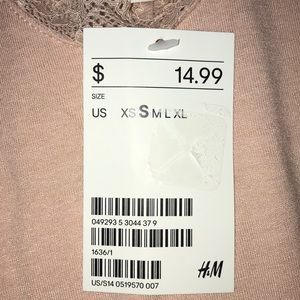 $ 14.99
SIZE
US XS S M L XL
049293 5 3044 37 9
1636/1
US/S14 0519570 007
H&M